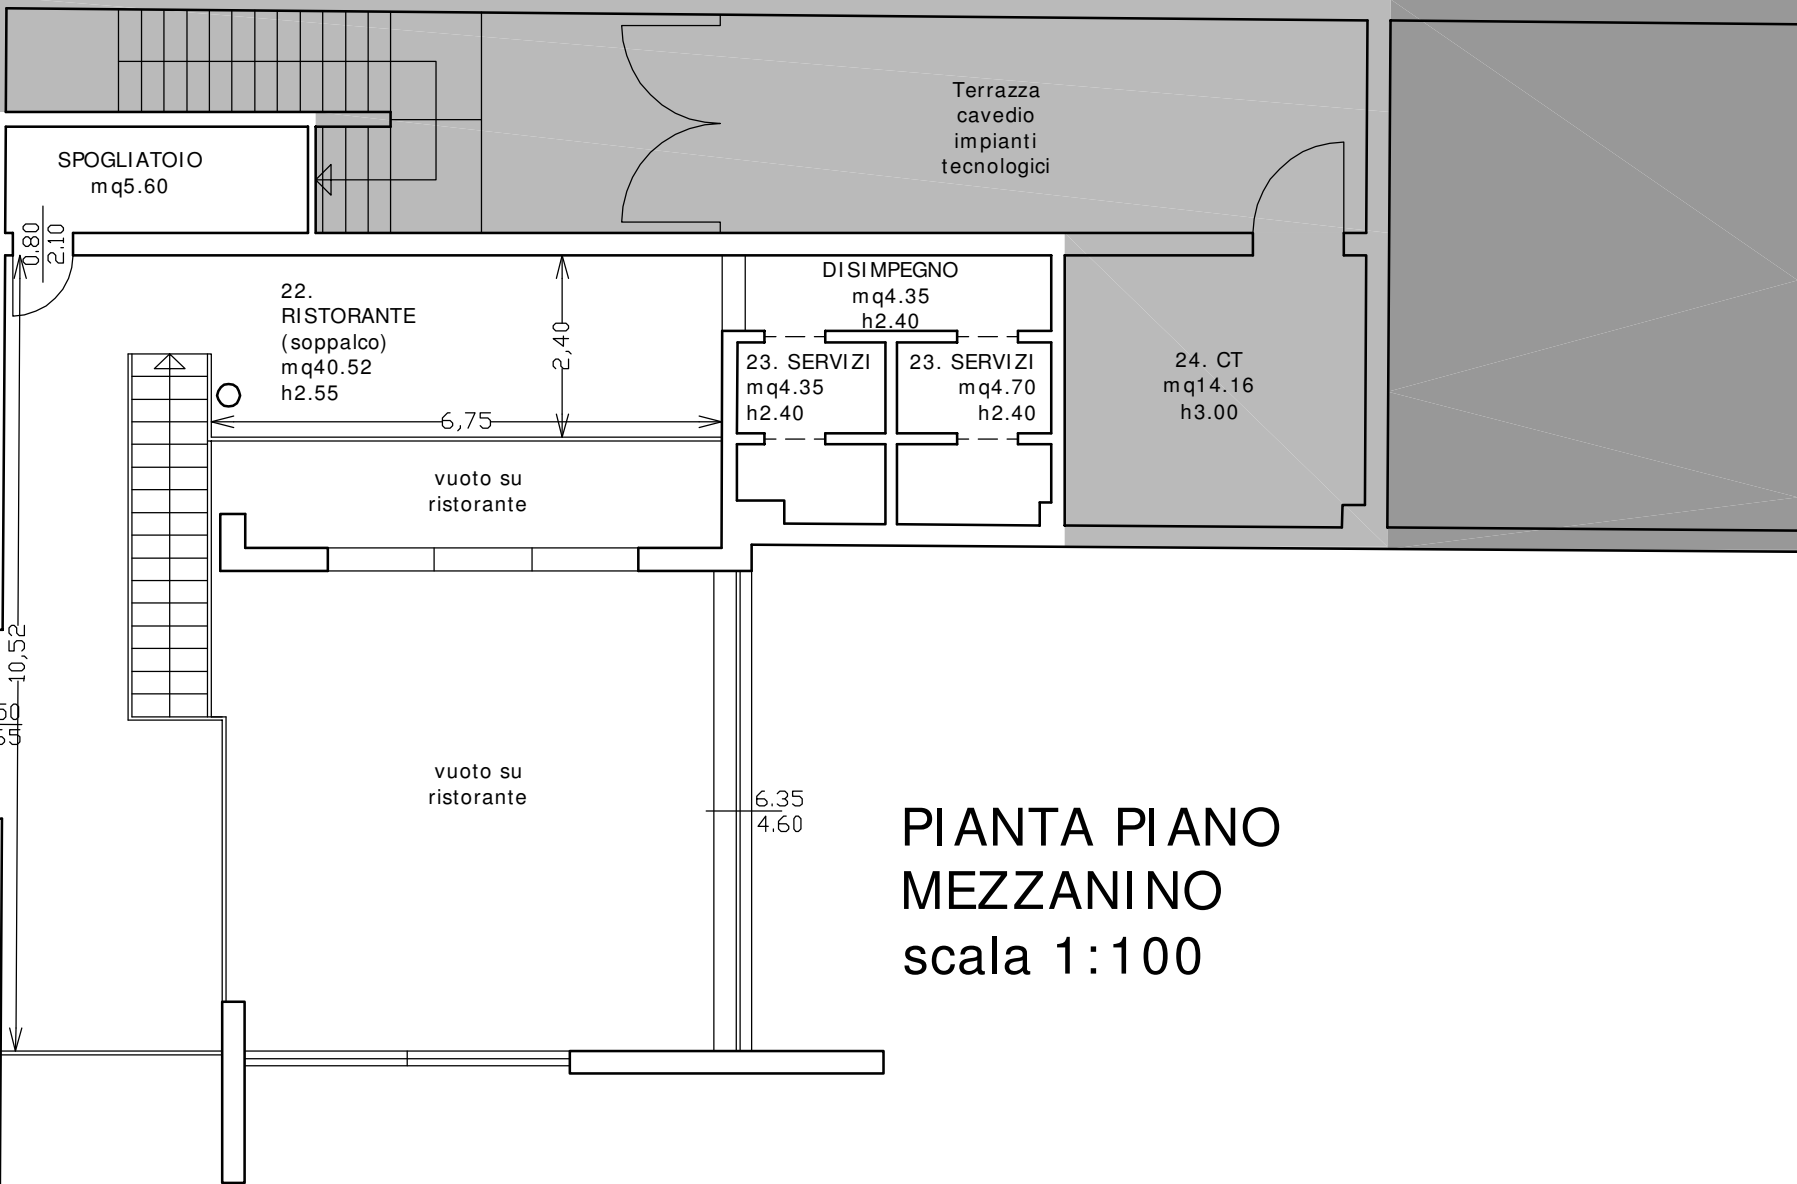 Terrazza
cavedio
impianti
tecnologici
SPOGLIATOIO
mq5.60
0.80
2.10
22.
RISTORANTE
(soppalco)
mq40.52
h2.55
2,40
6,75
DISIMPEGNO
mq4.35
h2.40
23. SERVIZI
mq4.35
h2.40
23. SERVIZI
mq4.70
h2.40
24. CT
mq14.16
h3.00
vuoto su
ristorante
10,52
vuoto su
ristorante
6.35
4.60
PIANTA PIANO
MEZZANINO
scala 1:100